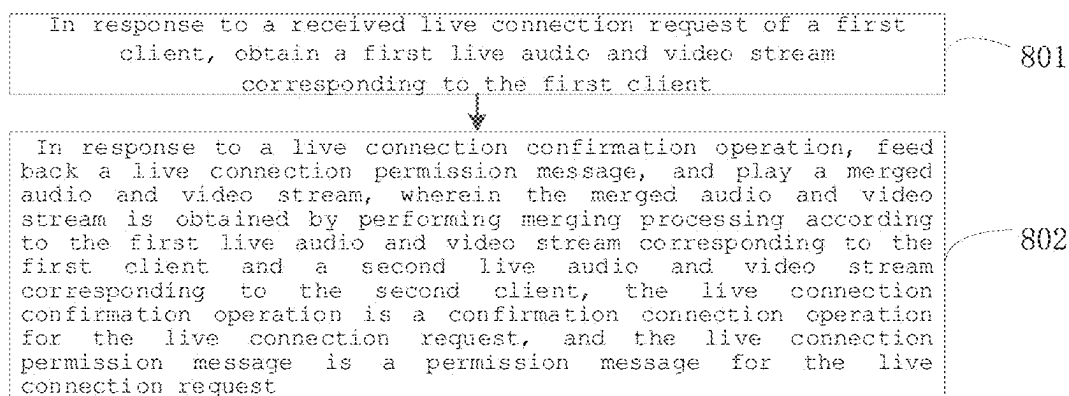 In response to a received live connection request of a first
client, obtain a first live audio and video stream
corresponding to the first client
801
In response to a live connection confirmation operation, feed
back a live connection permission message, and play a merged
audio and video stream, wherein the merged audio and video
stream is obtained by performing merging processing according
to the first live audio and video stream corresponding to the
first client and a second live audio and video stream
corresponding to the second client, the live connection
confirmation operation is a confirmation connection operation
for the live connection request, and the live connection
permission message is a permission message for the live
connection request
802